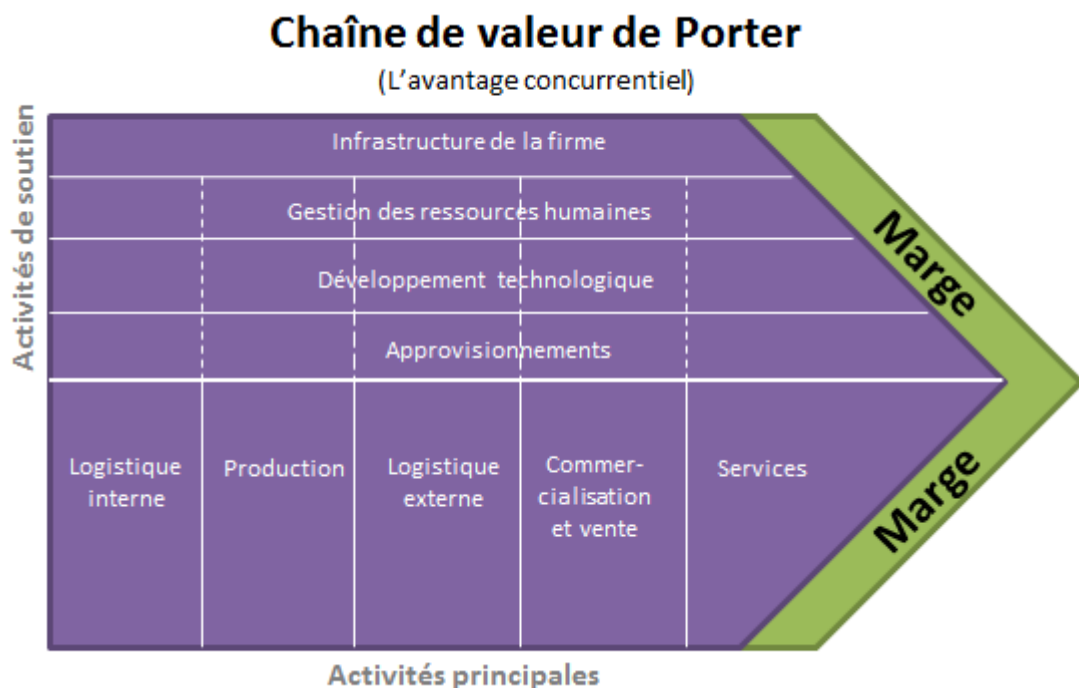 Chaîne de valeur de Porter
(L'avantage concurrentiel)
Activités de soutien
Infrastructure de la firme
Gestion des ressources humaines
Développement technologique
Approvisionnements
Marge
Logistique
interne
Production
Logistique
externe
Commer-
cialisation
et vente
Services
Marge
Activités principales